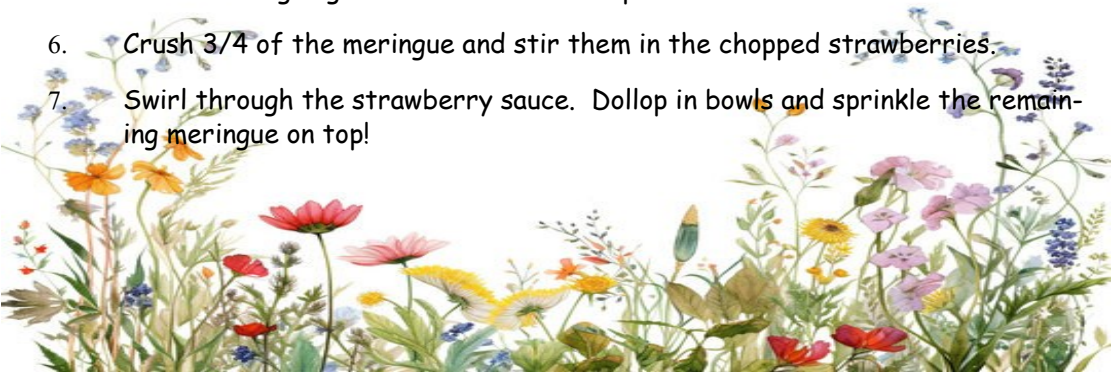 6. Crush 3/4 of the meringue and stir them in the chopped strawberries.
7. Swirl through the strawberry sauce. Dollop in bowls and sprinkle the remain-
ing meringue on top!